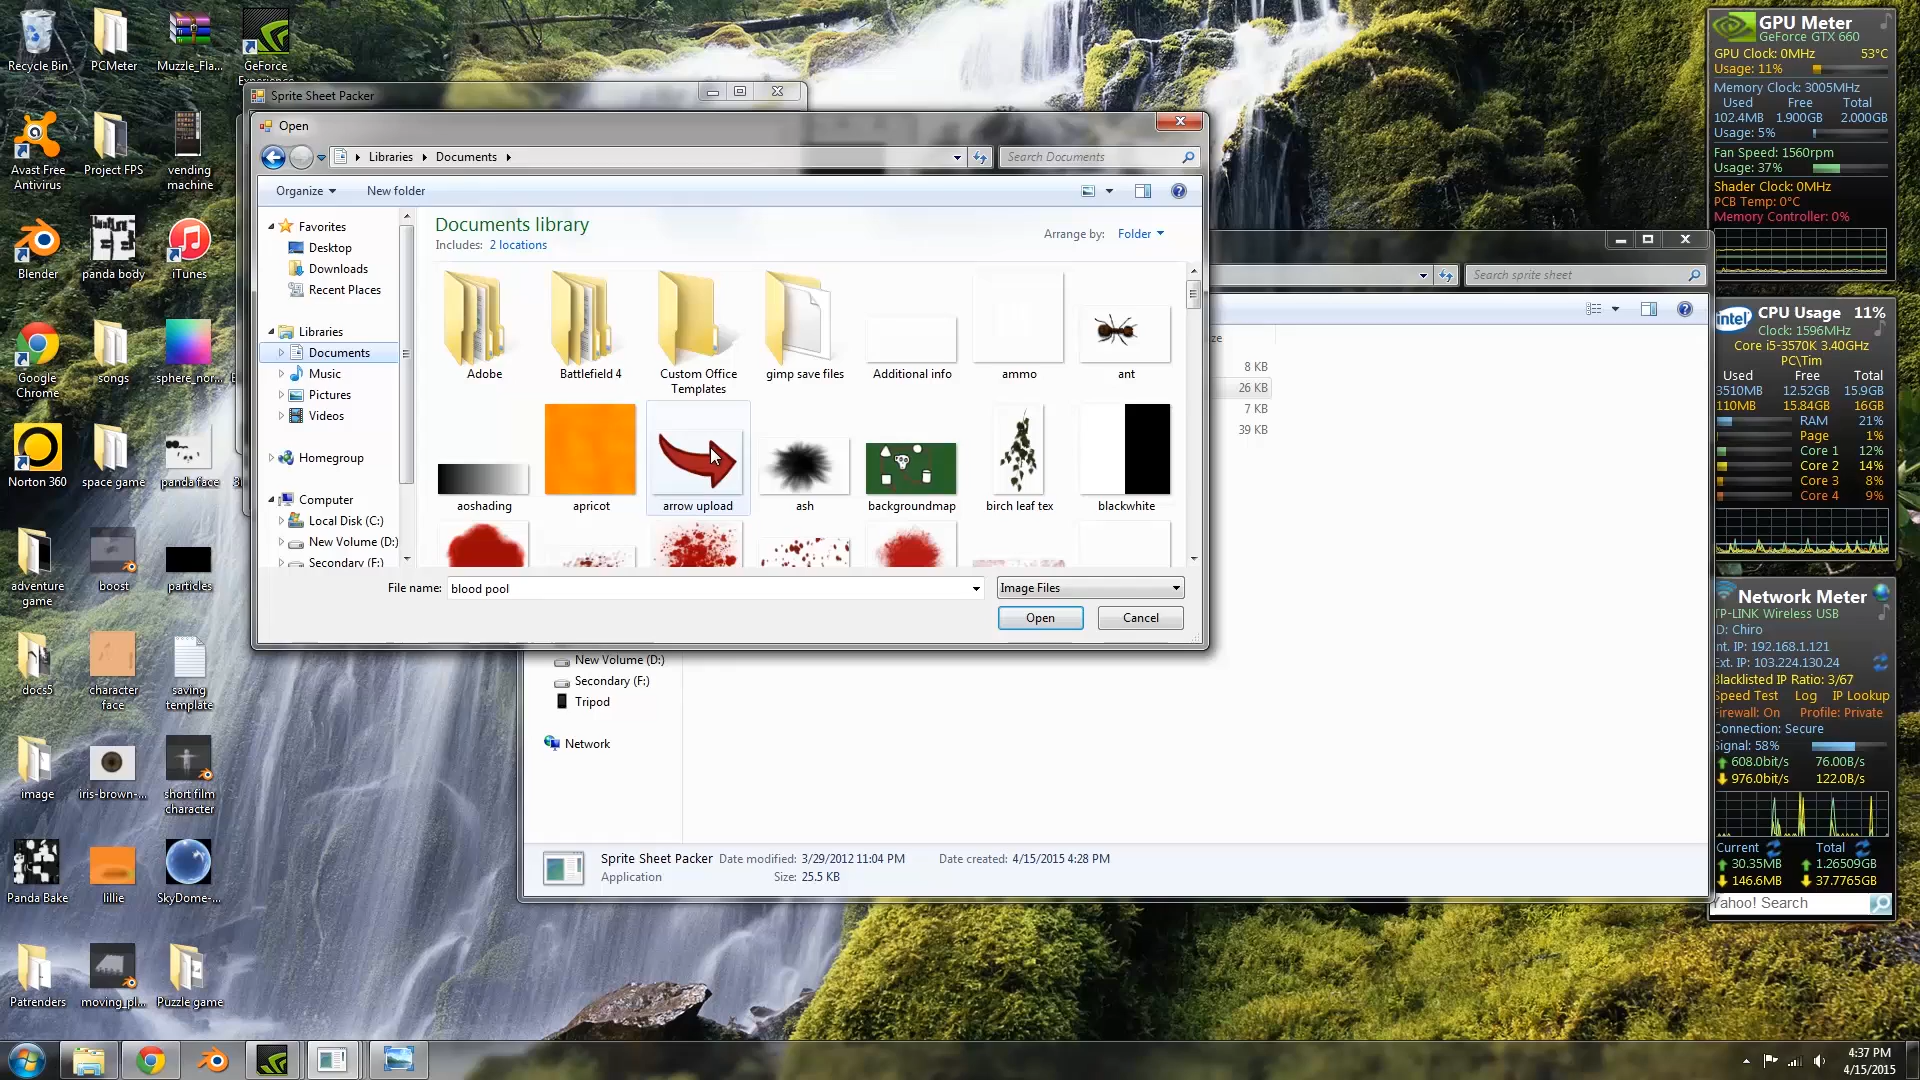 Recycle Bin
PCMeter
Muzzle_Fla...
GeForce
Experience
Avast Free
Antivirus
Project FPS
vending
machine
Blender
panda body
iTunes
Google
Chrome
songs
sphere_nor...
Norton 360
space game
panda face
adventure
game
boost
particles
docs5
character
face
saving
template
image
iris-brown-...
short film
character
Panda Bake
lillie
SkyDome-...
Patrenders
moving_pl...
Puzzle game
Sprite Sheet Packer
Open
Libraries
Documents
Search Documents
Organize
New folder
Favorites
Desktop
Downloads
Recent Places
Libraries
Documents
Music
Pictures
Videos
Homegroup
Computer
Local Disk (C:)
New Volume (D:)
Secondary (F:)
Documents library
Includes: 2 locations
Arrange by: Folder
Adobe
Battlefield 4
Custom Office
Templates
gimp save files
Additional info
ammo
ant
aoshading
apricot
arrow upload
ash
backgroundmap
birch leaf tex
blackwhite
File name: blood pool
Image Files
Open
Cancel
Search sprite sheet
ze
8 KB
26 KB
7 KB
39 KB
New Volume (D:)
Secondary (F:)
Tripod
Network
Sprite Sheet Packer Date modified: 3/29/2012 11:04 PM Date created: 4/15/2015 4:28 PM
Application Size: 25.5 KB
GPU Meter
GeForce GTX 660
GPU Clock: 0MHz 53°C
Usage: 11%
Memory Clock: 3005MHz
Used Free Total
102.4MB 1.900GB 2.000GB
Usage: 5%
Fan Speed: 1560rpm
Usage: 37%
Shader Clock: 0MHz
PCB Temp: 0°C
Memory Controller: 0%
intel
CPU Usage 11%
Clock: 1596MHz
Core i5-3570K 3.40GHz
PC\Tim
Used Free Total
3510MB 12.52GB 15.9GB
110MB 15.84GB 16GB
RAM 21%
Page 1%
Core 1 12%
Core 2 14%
Core 3 8%
Core 4 9%
Network Meter
TP-LINK Wireless USB
D: Chiro
nt. IP: 192.168.1.121
Ext. IP: 103.224.130.24
Blacklisted IP Ratio: 3/67
Speed Test Log IP Lookup
Firewall: On Profile: Private
Connection: Secure
Signal: 58%
608.0bit/s 76.00B/s
976.0bit/s 122.0B/s
Current Total
30.35MB 1.26509GB
146.6MB 37.7765GB
Yahoo! Search
4:37 PM
4/15/2015